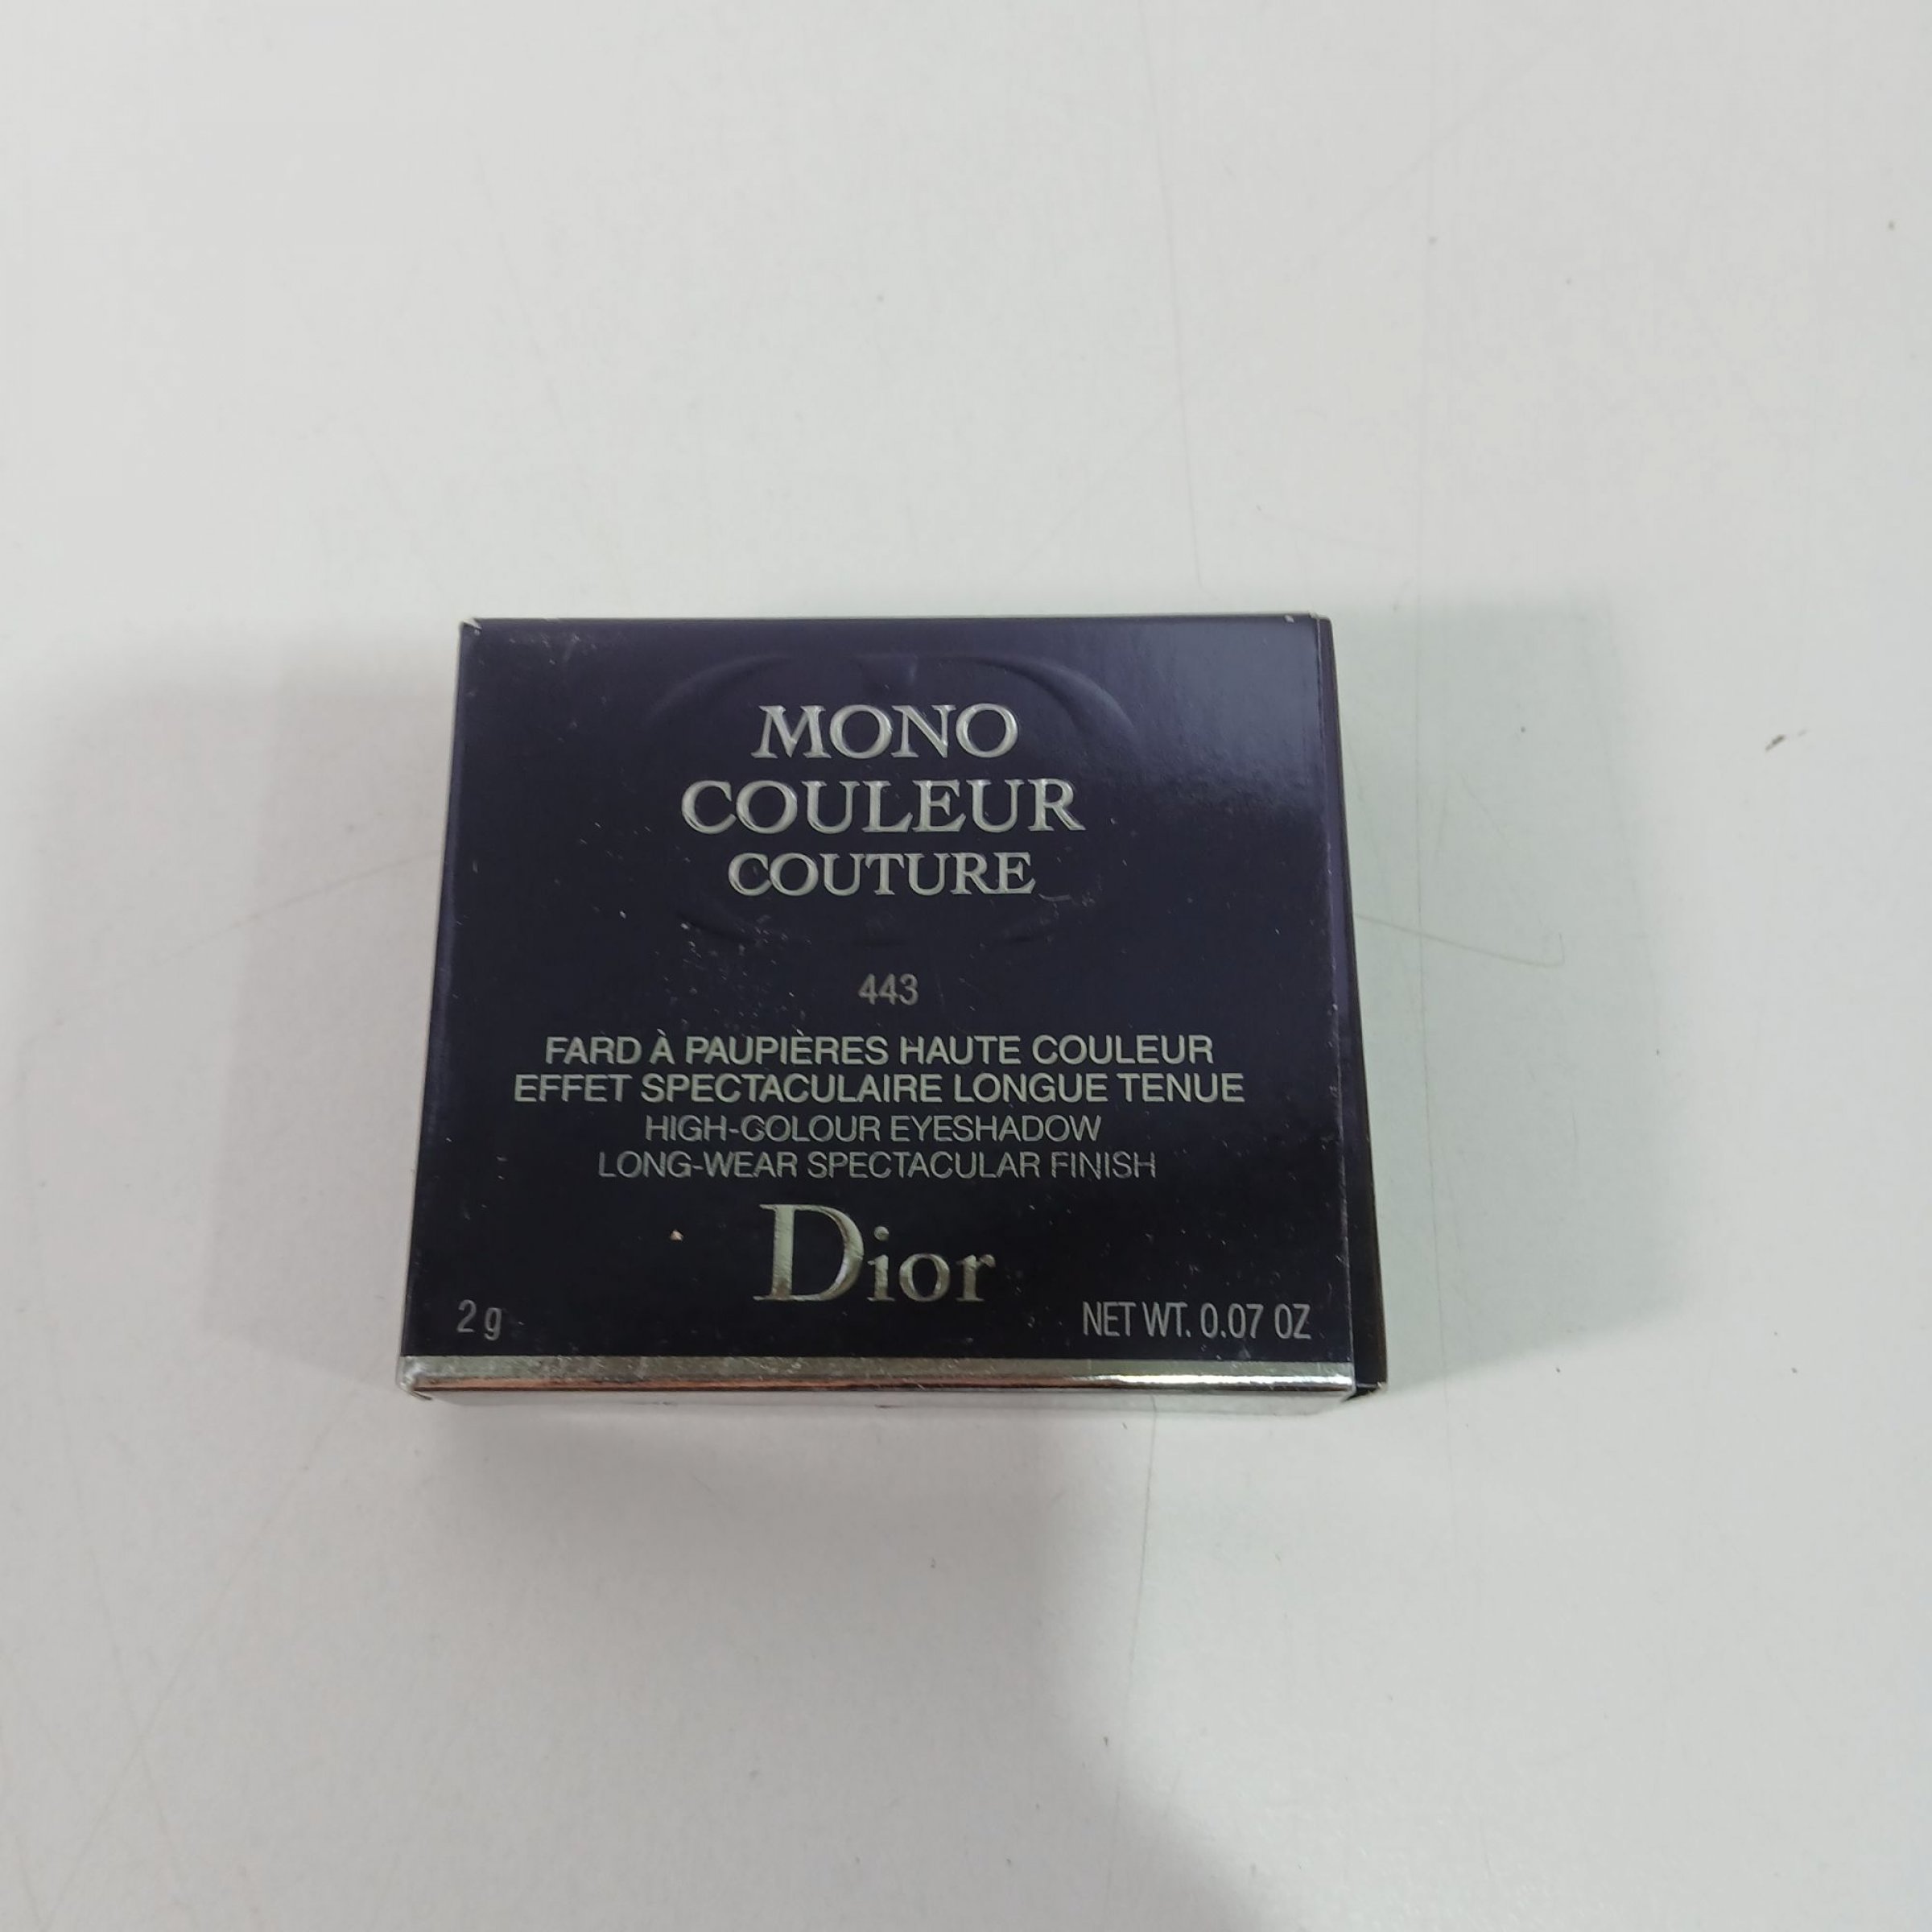 MONO
COULEUR
COUTURE
443
FARD À PAUPIÈRES HAUTE COULEUR
EFFET SPECTACULAIRE LONGUE TENUE
HIGH-COLOUR EYESHADOW
LONG-WEAR SPECTACULAR FINISH
Dior
2 g
NET WT. 0.07 OZ